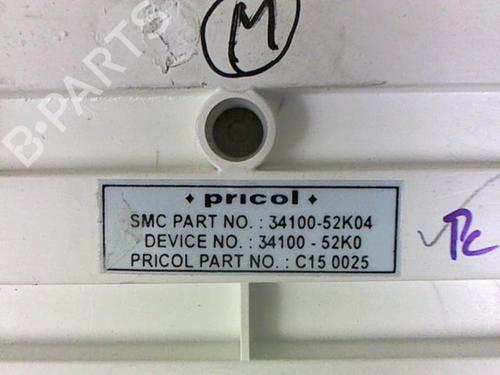 M
B-PARTS
♦ pricol ♦
SMC PART NO. : 34100-52K04
DEVICE NO. : 34100 - 52K0
PRICOL PART NO. : C15 0025